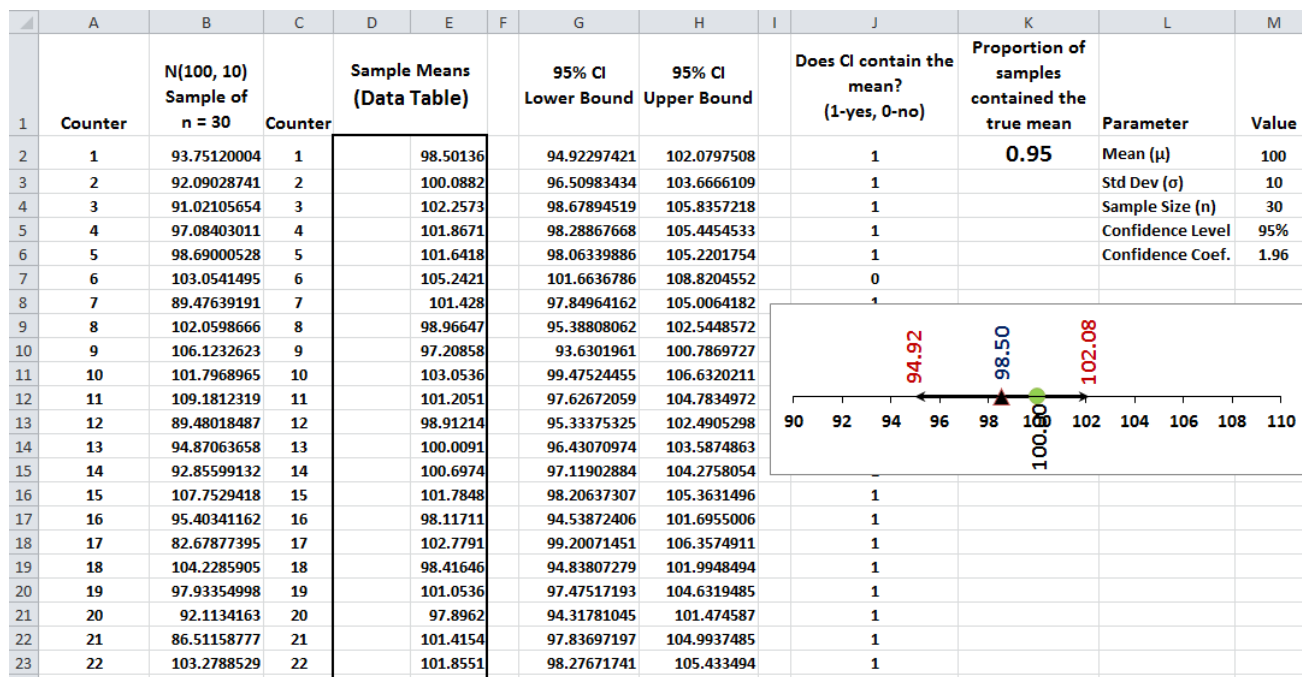 A B C D E F G H I J K L M
1 Counter N(100, 10) Sample of n = 30 Counter Sample Means (Data Table) 95% CI Lower Bound 95% CI Upper Bound Does CI contain the mean? (1-yes, 0-no) Proportion of samples contained the true mean Parameter Value
2 1 93.75120004 1 98.50136 94.92297421 102.0797508 1 0.95 Mean (μ) 100
3 2 92.09028741 2 100.0882 96.50983434 103.6666109 1 Std Dev (σ) 10
4 3 91.02105654 3 102.2573 98.67894519 105.8357218 1 Sample Size (n) 30
5 4 97.08403011 4 101.8671 98.28867668 105.4454533 1 Confidence Level 95%
6 5 98.69000528 5 101.6418 98.06339886 105.2201754 1 Confidence Coef. 1.96
7 6 103.0541495 6 105.2421 101.6636786 108.8204552 0
8 7 89.47639191 7 101.428 97.84964162 105.0064182 1
9 8 102.0598666 8 98.96647 95.38808062 102.5448572
10 9 106.1232623 9 97.20858 93.6301961 100.7869727
11 10 101.7968965 10 103.0536 99.47524455 106.6320211
12 11 109.1812319 11 101.2051 97.62672059 104.7834972
13 12 89.48018487 12 98.91214 95.33375325 102.4905298
14 13 94.87063658 13 100.0091 96.43070974 103.5874863
15 14 92.85599132 14 100.6974 97.11902884 104.2758054
16 15 107.7529418 15 101.7848 98.20637307 105.3631496 1
17 16 95.40341162 16 98.11711 94.53872406 101.6955006 1
18 17 82.67877395 17 102.7791 99.20071451 106.3574911 1
19 18 104.2285905 18 98.41646 94.83807279 101.9948494 1
20 19 97.93354998 19 101.0536 97.47517193 104.6319485 1
21 20 92.1134163 20 97.8962 94.31781045 101.474587 1
22 21 86.51158777 21 101.4154 97.83697197 104.9937485 1
23 22 103.2788529 22 101.8551 98.27671741 105.433494 1
94.92 98.50 102.08
90 92 94 96 98 100 102 104 106 108 110
100.00